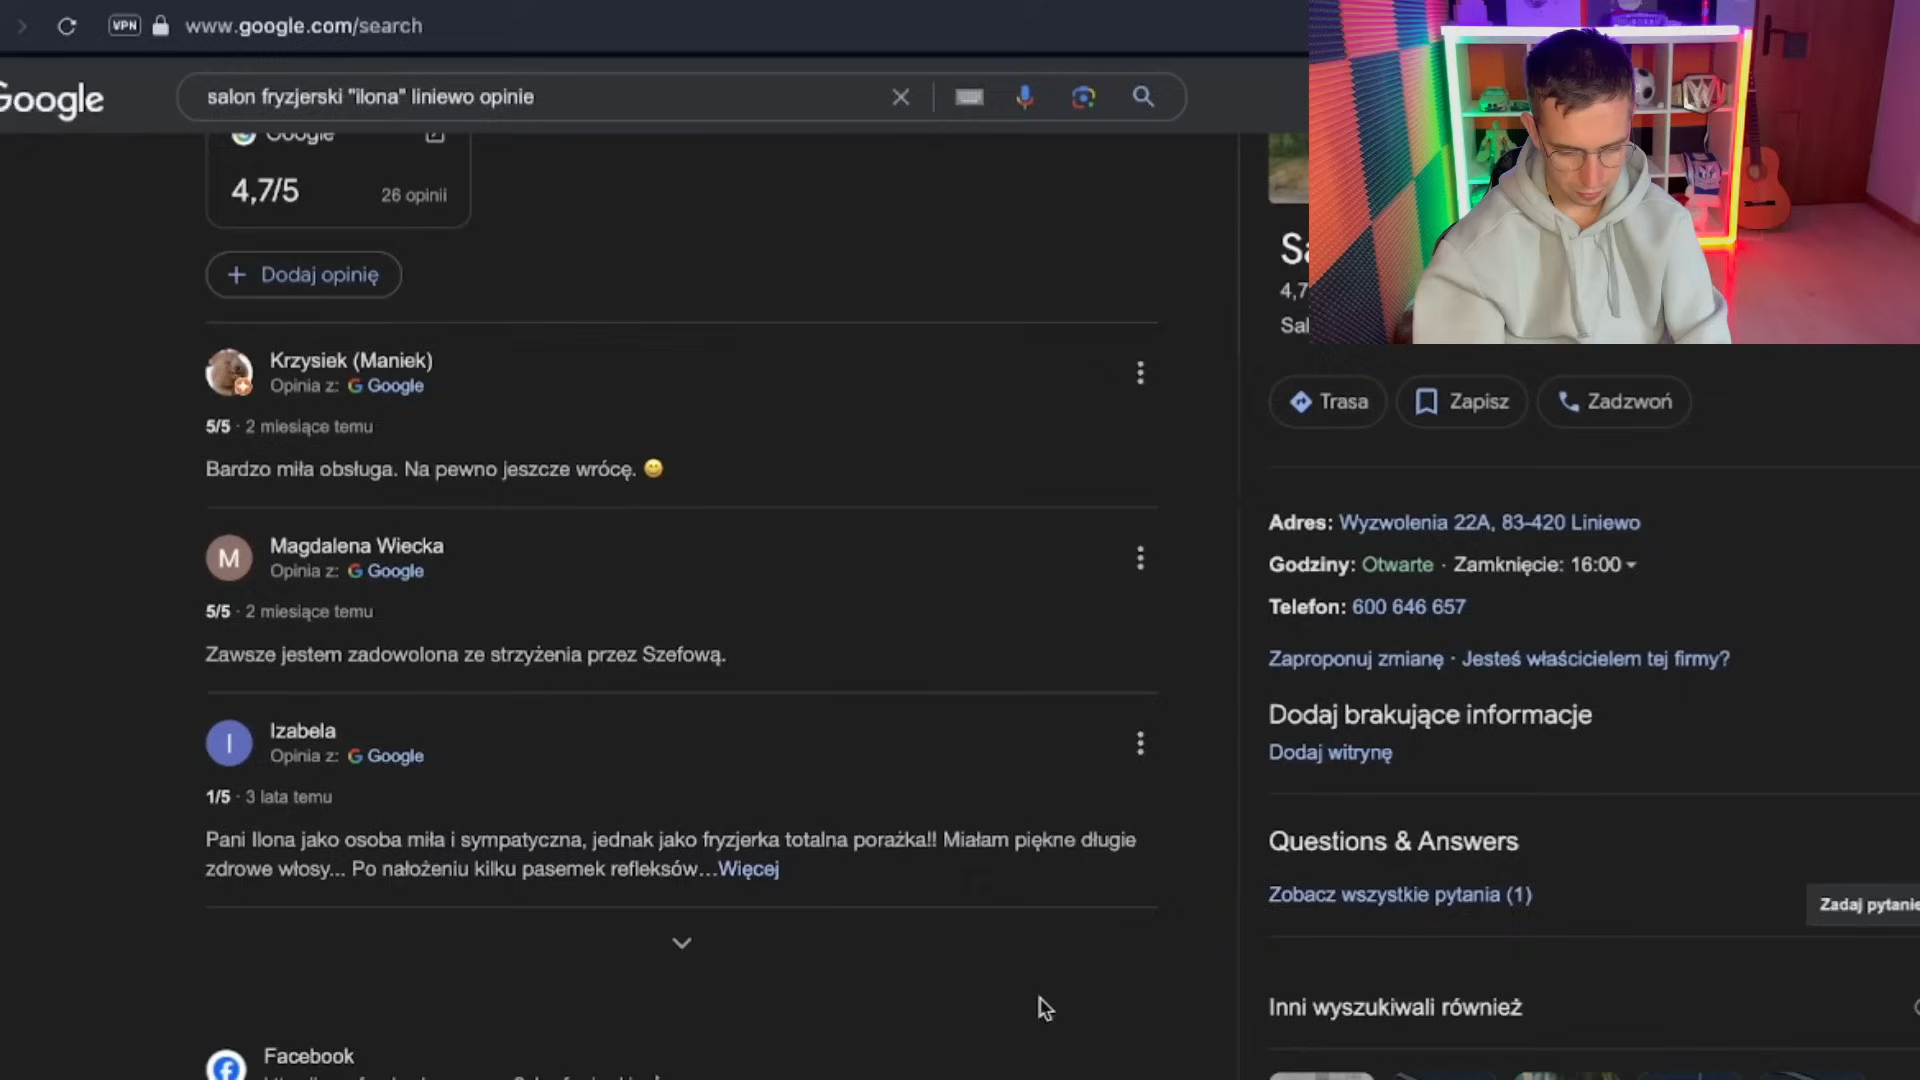 VPN
www.google.com/search
Google
salon fryzjerski "ilona" liniewo opinie
Google
4,7/5
26 opinii
+ Dodaj opinię
Krzysiek (Maniek)
Opinia z: Google
5/5 · 2 miesiące temu
Bardzo miła obsługa. Na pewno jeszcze wrócę. 😀
M
Magdalena Wiecka
Opinia z: Google
5/5 · 2 miesiące temu
Zawsze jestem zadowolona ze strzyżenia przez Szefową.
I
Izabela
Opinia z: Google
1/5 · 3 lata temu
Pani Ilona jako osoba miła i sympatyczna, jednak jako fryzjerka totalna porażka!! Miałam piękne długie
zdrowe włosy... Po nałożeniu kilku pasemek refleksów…Więcej
Facebook
4,7
Trasa
Zapisz
Zadzwoń
Adres: Wyzwolenia 22A, 83-420 Liniewo
Godziny: Otwarte · Zamknięcie: 16:00
Telefon: 600 646 657
Zaproponuj zmianę · Jesteś właścicielem tej firmy?
Dodaj brakujące informacje
Dodaj witrynę
Questions & Answers
Zobacz wszystkie pytania (1)
Zadaj pytanie
Inni wyszukiwali również